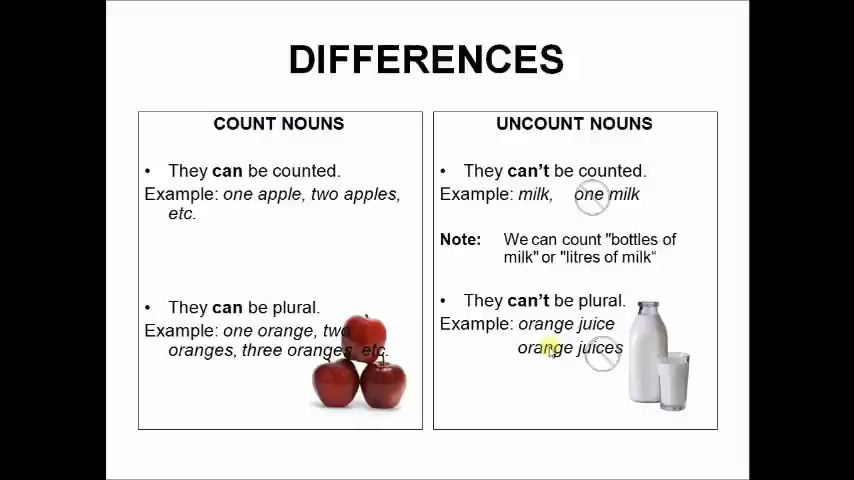 DIFFERENCES
COUNT NOUNS
• They can be counted.
Example: one apple, two apples,
etc.
• They can be plural.
Example: one orange, two
oranges, three oranges, etc.
UNCOUNT NOUNS
• They can't be counted.
Example: milk, one milk
Note: We can count "bottles of
milk" or "litres of milk“
• They can't be plural.
Example: orange juice
orange juices